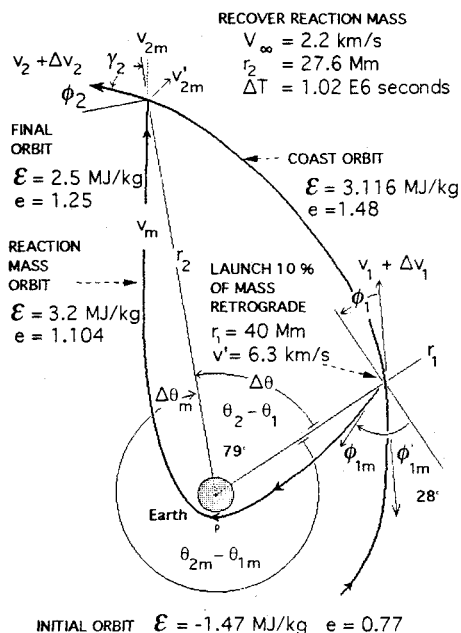 RECOVER REACTION MASS
V∞ = 2.2 km/s
r2 = 27.6 Mm
ΔT = 1.02 E6 seconds
v2 + Δv2
γ2
v2m
v'2m
ϕ2
FINAL
ORBIT
ℰ = 2.5 MJ/kg
e = 1.25
COAST ORBIT
ℰ = 3.116 MJ/kg
e = 1.48
vm
r2
REACTION
MASS
ORBIT
ℰ = 3.2 MJ/kg
e = 1.104
LAUNCH 10 %
OF MASS
RETROGRADE
r1 = 40 Mm
v' = 6.3 km/s
v1 + Δv1
ϕ1
r1
Δθm
Δθ
θ2 – θ1
79°
ϕ1m
ϕ'1m
28°
Earth
ρ
θ2m – θ1m
INITIAL ORBIT ℰ = -1.47 MJ/kg e = 0.77